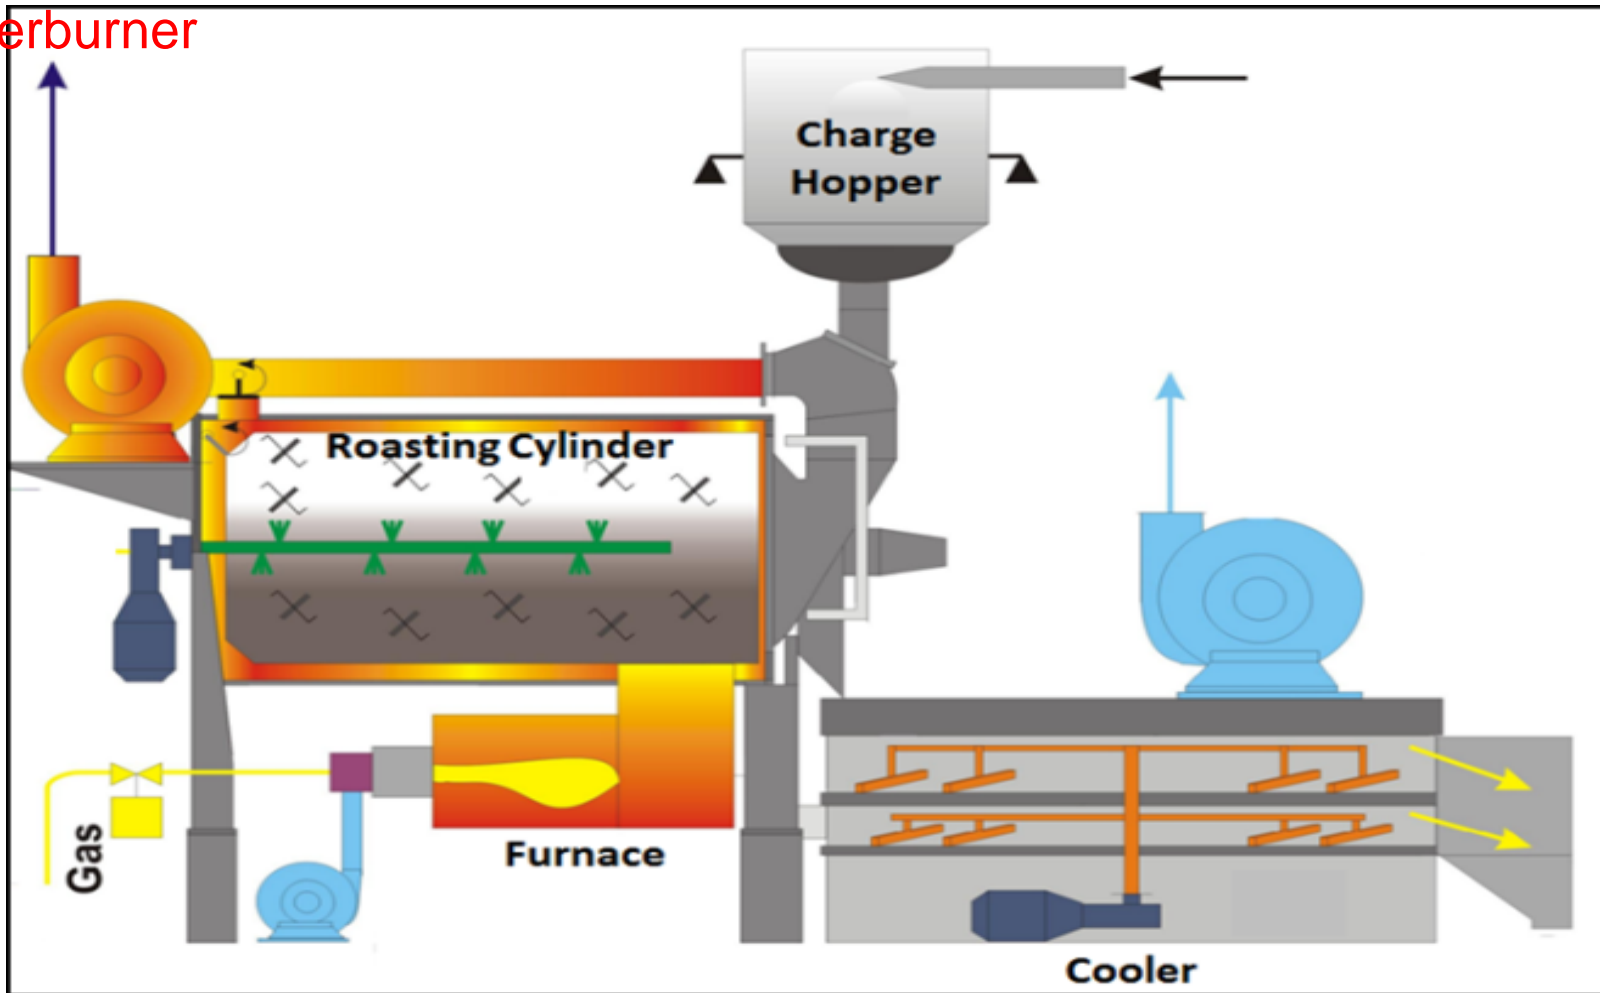 erburner
Charge
Hopper
Roasting Cylinder
Gas
Furnace
Cooler